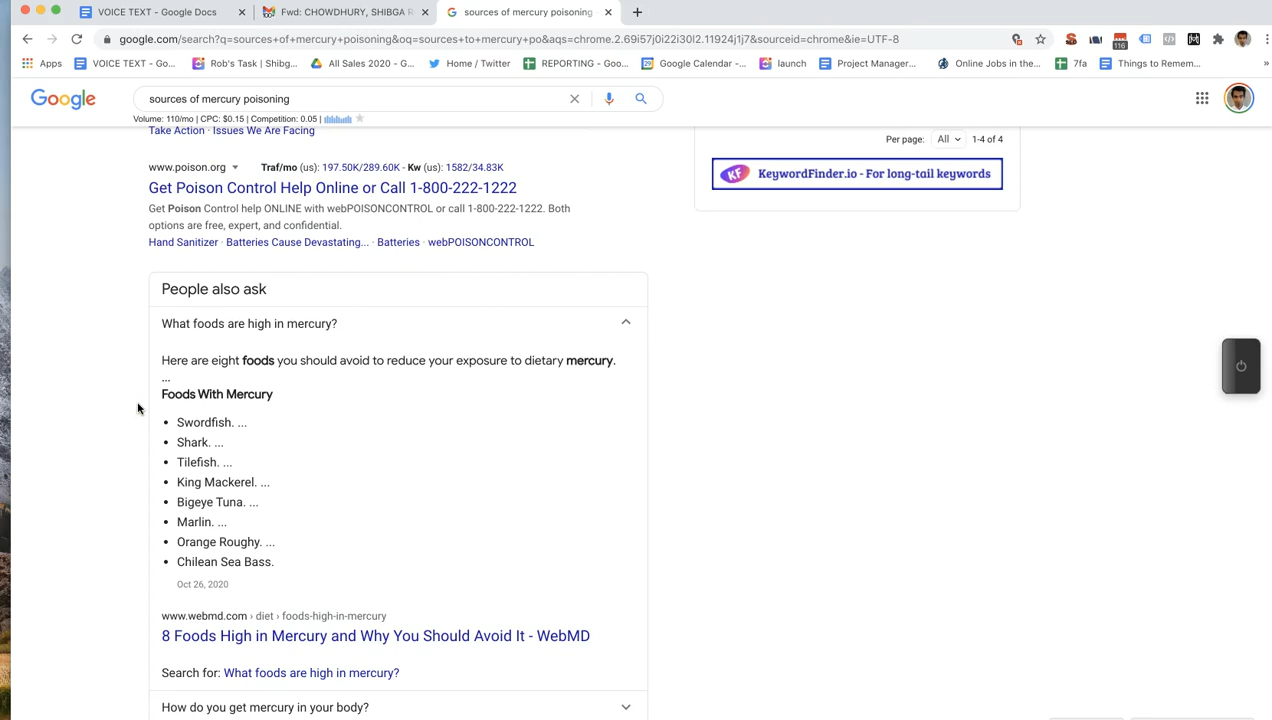 VOICE TEXT - Google Docs
Fwd: CHOWDHURY, SHIBGA R
sources of mercury poisoning
google.com/search?q=sources+of+mercury+poisoning&oq=sources+to+mercury+po&aqs=chrome.2.69i57j0i22i30l2.11924j1j7&sourceid=chrome&ie=UTF-8
116
Apps
VOICE TEXT - Go...
Rob's Task | Shibg...
All Sales 2020 - G...
Home / Twitter
REPORTING - Goo...
Google Calendar -...
launch
Project Manager...
Online Jobs in the...
7fa
Things to Remem...
»
Google
sources of mercury poisoning
Volume: 110/mo | CPC: $0.15 | Competition: 0.05 |
Take Action · Issues We Are Facing
Per page: All 1-4 of 4
www.poison.org Traf/mo (us): 197.50K/289.60K - Kw (us): 1582/34.83K
KF KeywordFinder.io - For long-tail keywords
Get Poison Control Help Online or Call 1-800-222-1222
Get Poison Control help ONLINE with webPOISONCONTROL or call 1-800-222-1222. Both
options are free, expert, and confidential.
Hand Sanitizer · Batteries Cause Devastating... · Batteries · webPOISONCONTROL
People also ask
What foods are high in mercury?
Here are eight foods you should avoid to reduce your exposure to dietary mercury.
...
Foods With Mercury
• Swordfish. ...
• Shark. ...
• Tilefish. ...
• King Mackerel. ...
• Bigeye Tuna. ...
• Marlin. ...
• Orange Roughy. ...
• Chilean Sea Bass.
Oct 26, 2020
www.webmd.com › diet › foods-high-in-mercury
8 Foods High in Mercury and Why You Should Avoid It - WebMD
Search for: What foods are high in mercury?
How do you get mercury in your body?